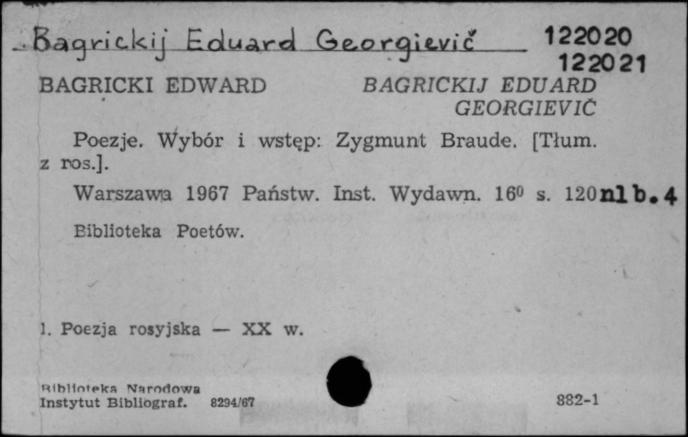 Bagrickij Eduard Georgievič 122020
122021
BAGRICKI EDWARD BAGRICKIJ EDUARD
GEORGIEVIČ
Poezje. Wybór i wstęp: Zygmunt Braude. [Tłum.
z ros.].
Warszawa 1967 Państw. Inst. Wydawn. 16⁰ s. 120 nlb. 4
Biblioteka Poetów.
1. Poezja rosyjska — XX w.
Biblioteka Narodowa
Instytut Bibliograf. 8294/67 882-1